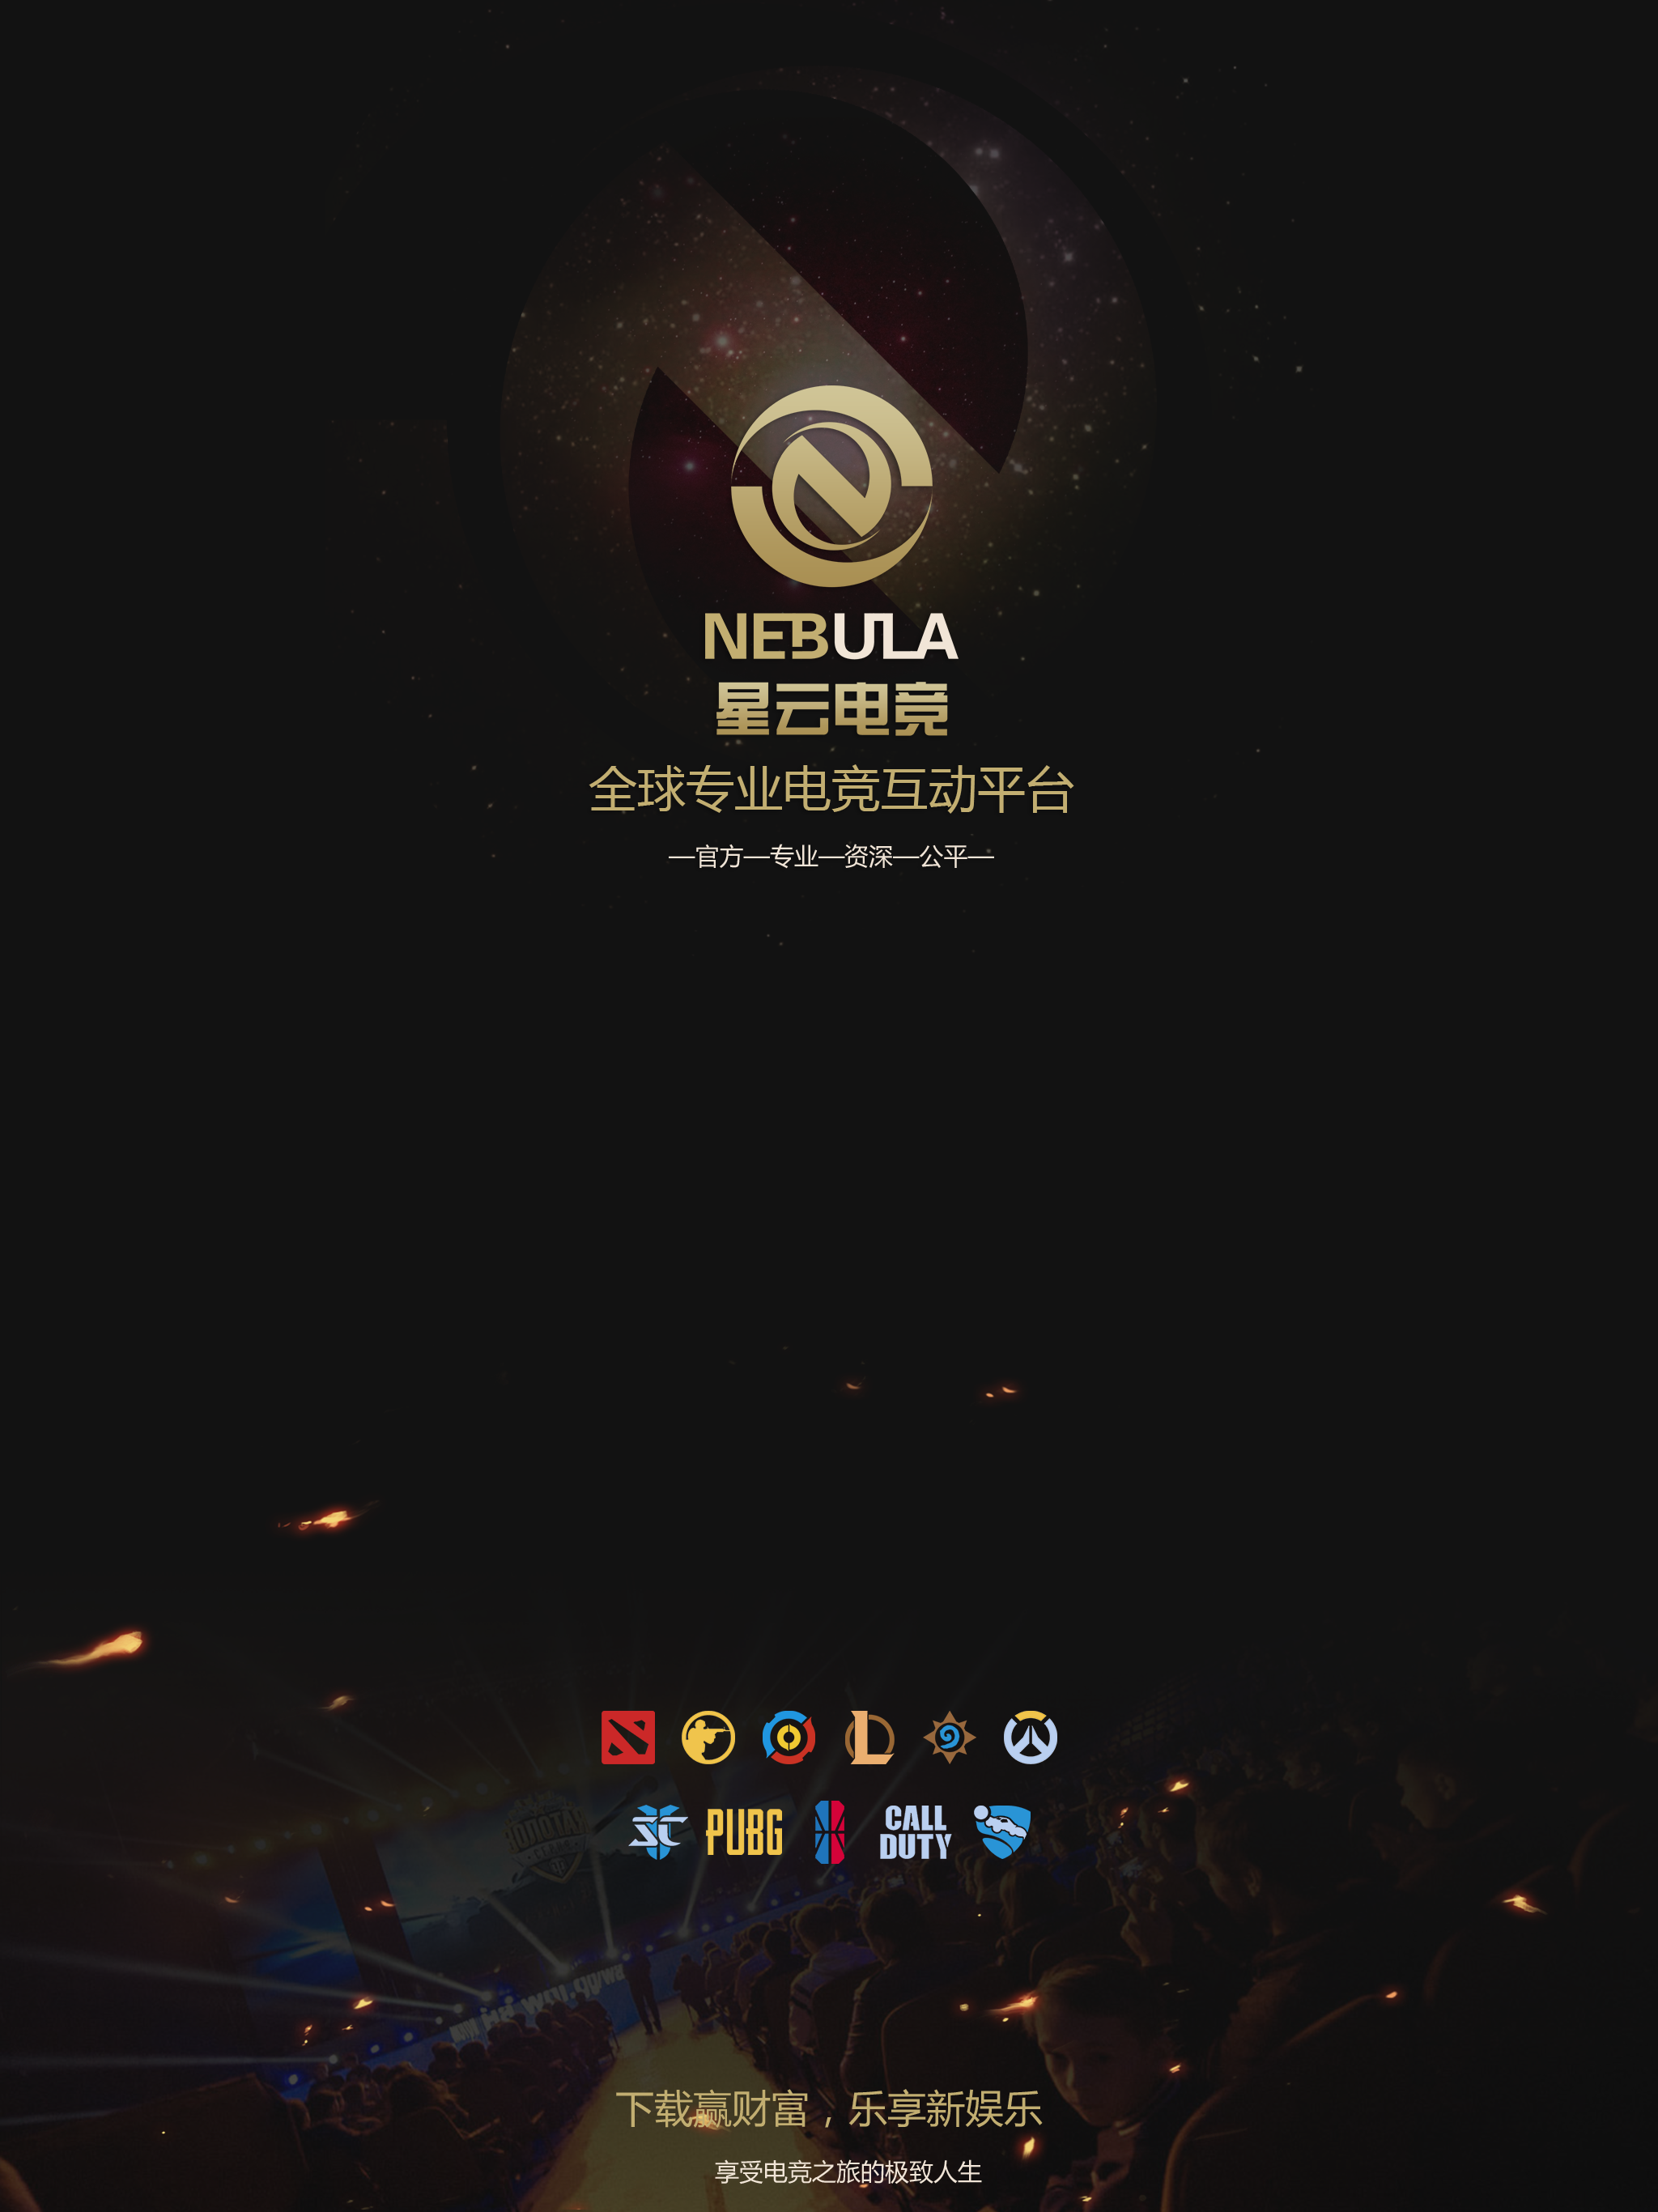 NEBULA
星云电竞
全球专业电竞互动平台
—官方—专业—资深—公平—
PUBG
CALL
DUTY
下载赢财富，乐享新娱乐
享受电竞之旅的极致人生